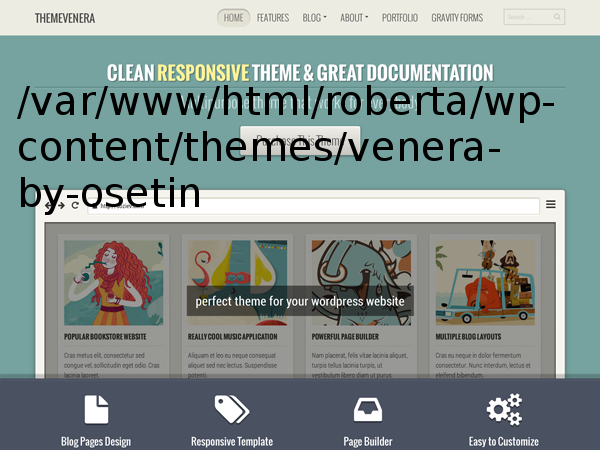 THEMEVENERA
HOME FEATURES BLOG ABOUT PORTFOLIO GRAVITY FORMS
CLEAN RESPONSIVE THEME & GREAT DOCUMENTATION
/var/www/html/roberta/wp-
content/themes/venera-
by-osetin
Purchase This Theme
perfect theme for your wordpress website
POPULAR BOOKSTORE WEBSITE
Cras metus elit, consectetur sed
congue vel, sollicitudin eget odio. Cras
lacinia laoreet.
REALLY COOL MUSIC APPLICATION
Aliquam et leo eu neque consequat
aliquet sed nec lectus. Suspendisse
potenti.
POWERFUL PAGE BUILDER
Nam placerat, felis vitae lacinia aliquet,
turpis tellus lacinia turpis, ut
vestibulum libero diam ut purus.
MULTIPLE BLOG LAYOUTS
Cras eu neque in dolor fermentum
consectetur. Nunc interdum, lectus et
eleifend bibendum.
Blog Pages Design
Responsive Template
Page Builder
Easy to Customize